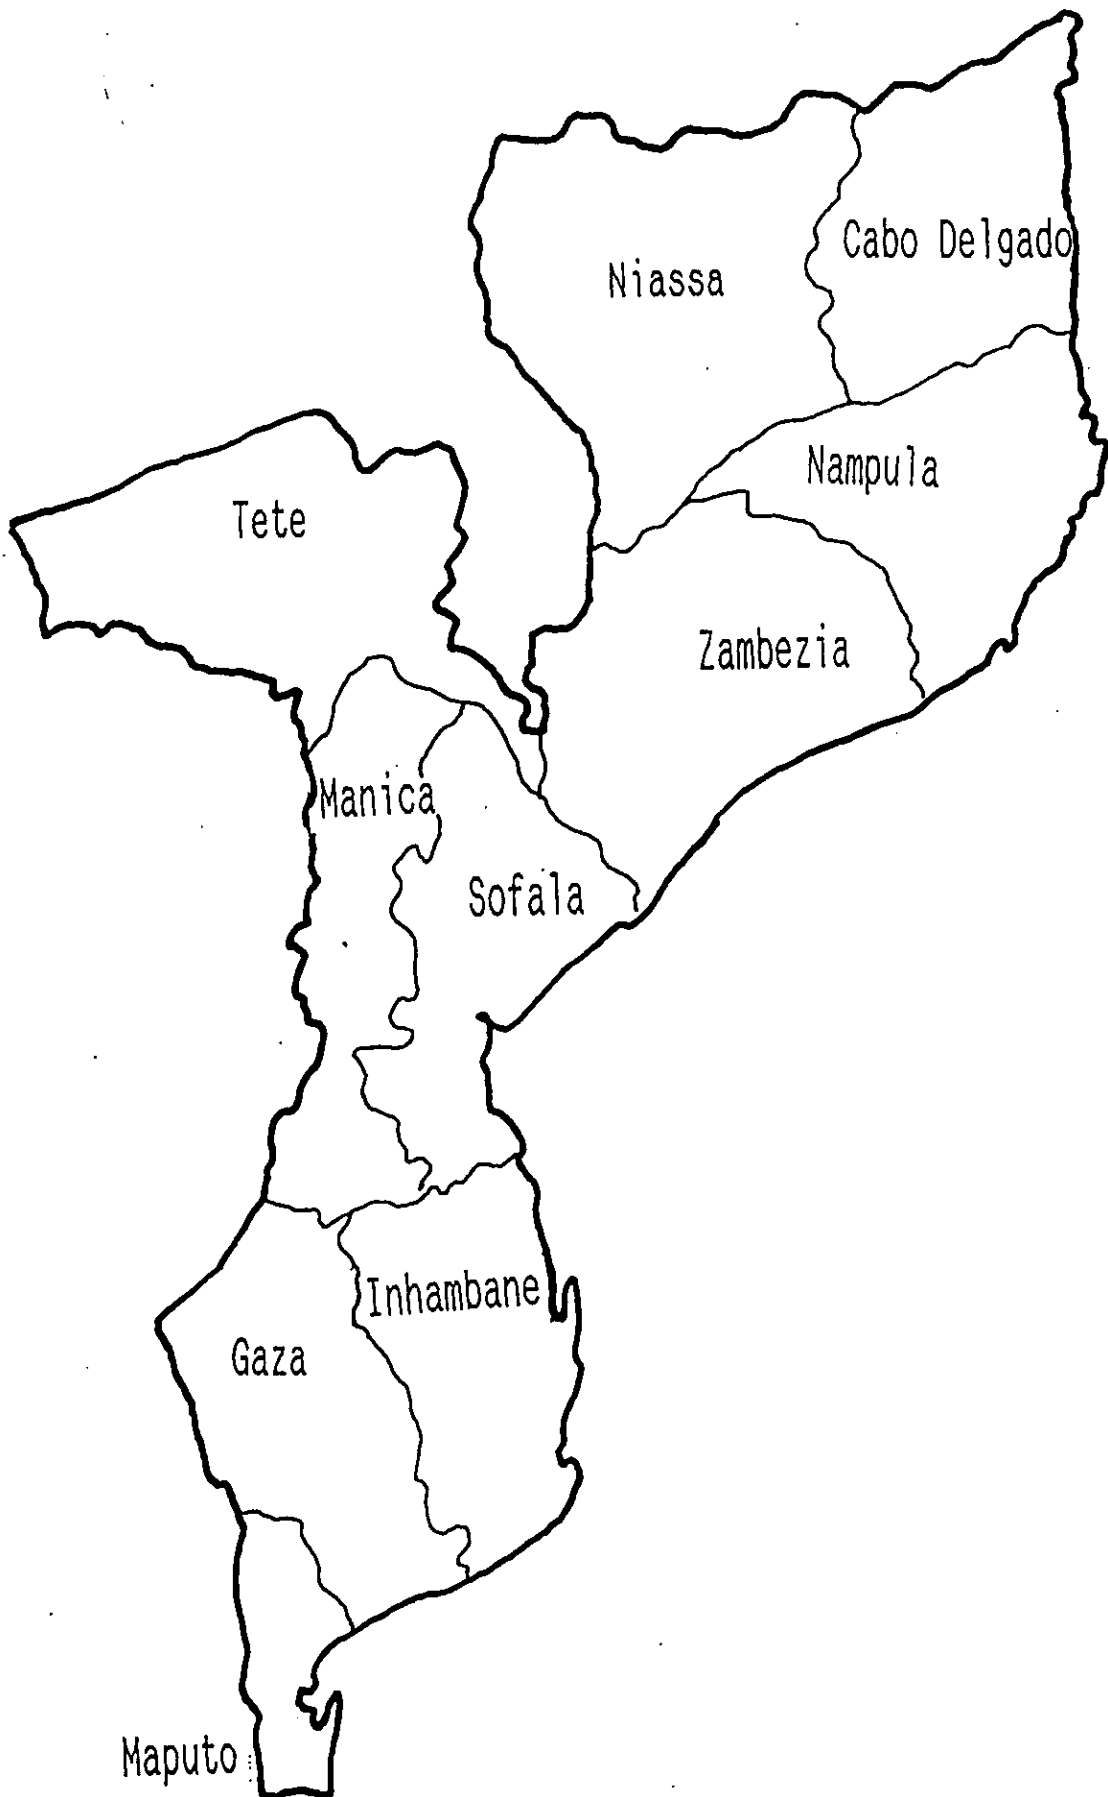 Cabo Delgado
Niassa
Nampula
Tete
Zambezia
Manica
Sofala
Inhambane
Gaza
Maputo